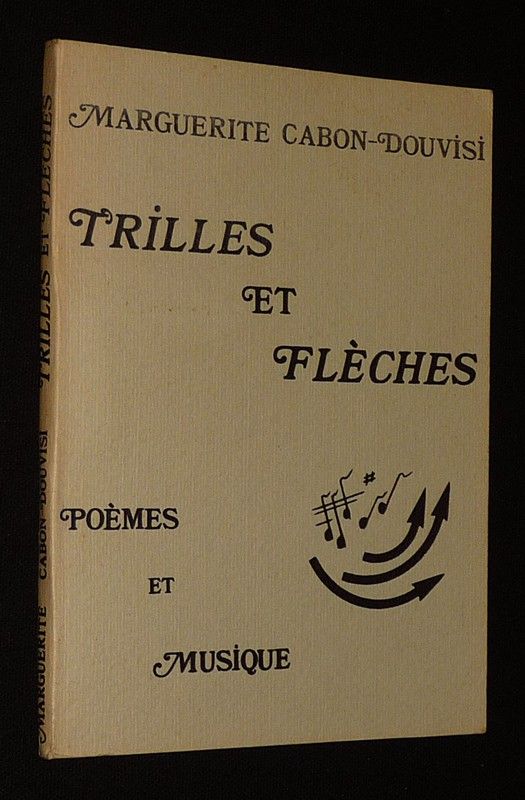 MARGUERITE CABON-DOUViSi
TRiLLES
ET
FLÈCHES
POÈMES
ET
MUSiQUE
MARGUERITE CABON-DOUViSi TRiLLES ET FLÈCHES